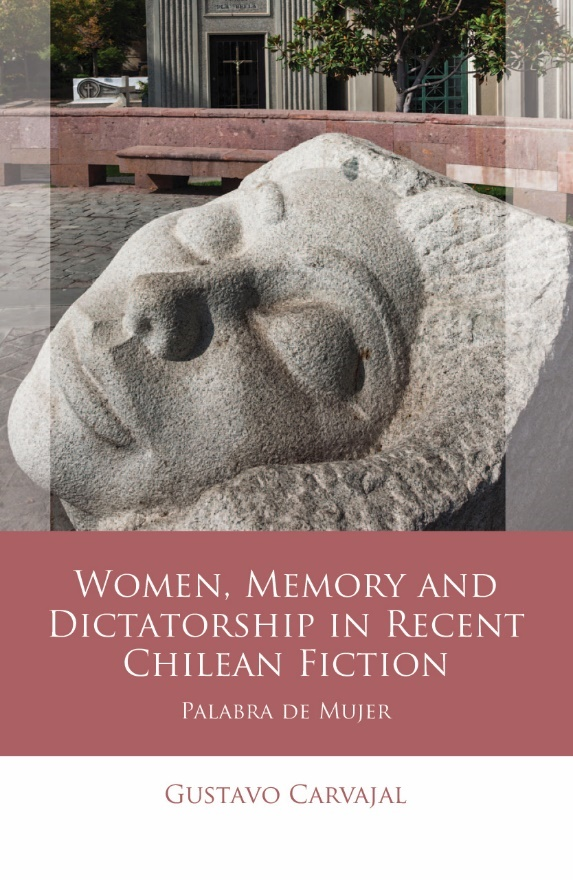 Women, Memory and
Dictatorship in Recent
Chilean Fiction
Palabra de Mujer
Gustavo Carvajal